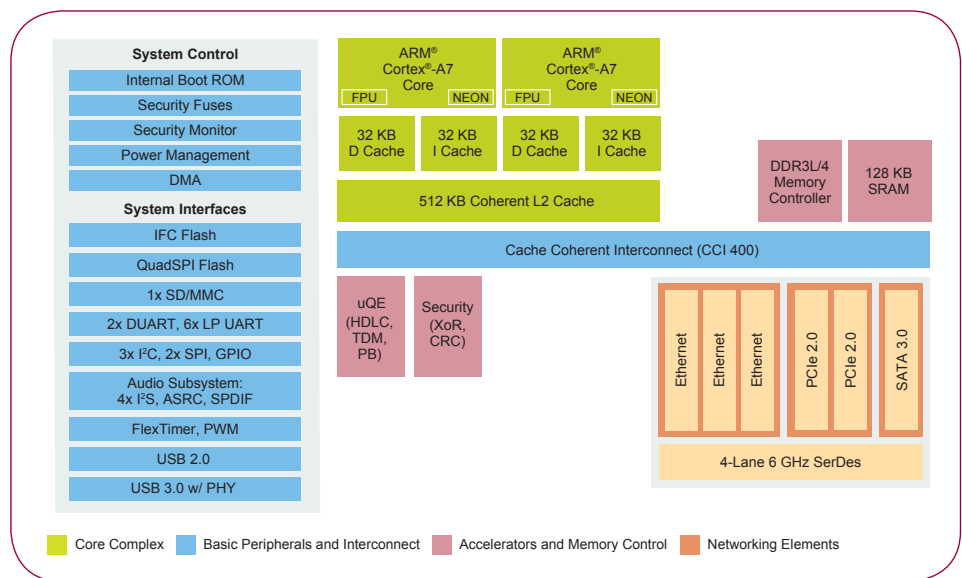 System Control
Internal Boot ROM
Security Fuses
Security Monitor
Power Management
DMA
System Interfaces
IFC Flash
QuadSPI Flash
1x SD/MMC
2x DUART, 6x LP UART
3x I²C, 2x SPI, GPIO
Audio Subsystem:
4x I²S, ASRC, SPDIF
FlexTimer, PWM
USB 2.0
USB 3.0 w/ PHY
ARM®
Cortex®-A7
Core
FPU
NEON
ARM®
Cortex®-A7
Core
FPU
NEON
32 KB
D Cache
32 KB
I Cache
32 KB
D Cache
32 KB
I Cache
512 KB Coherent L2 Cache
DDR3L/4
Memory
Controller
128 KB
SRAM
Cache Coherent Interconnect (CCI 400)
uQE
(HDLC,
TDM,
PB)
Security
(XoR,
CRC)
Ethernet
Ethernet
Ethernet
PCIe 2.0
PCIe 2.0
SATA 3.0
4-Lane 6 GHz SerDes
Core Complex
Basic Peripherals and Interconnect
Accelerators and Memory Control
Networking Elements